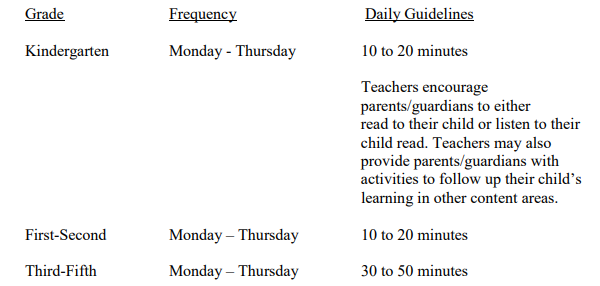 Grade Frequency Daily Guidelines
Kindergarten Monday - Thursday 10 to 20 minutes
Teachers encourage
parents/guardians to either
read to their child or listen to their
child read. Teachers may also
provide parents/guardians with
activities to follow up their child’s
learning in other content areas.
First-Second Monday – Thursday 10 to 20 minutes
Third-Fifth Monday – Thursday 30 to 50 minutes